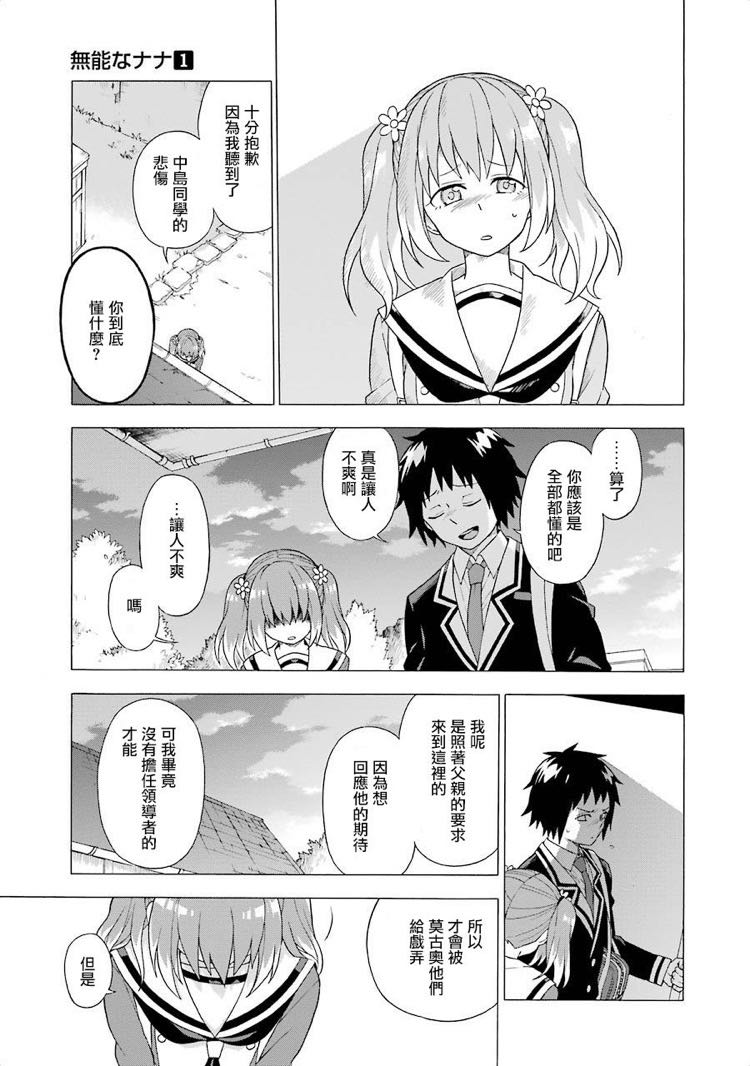 無能なナナ1
十分抱歉
因為我聽到了
中島同學的
悲傷
你到底
懂什麼？
……算了
你應該是
全部都懂的吧
真是讓人
不爽啊
…讓人不爽
嗎
我呢
是照著父親的要求
來到這裡的
因為想
回應他的期待
可我畢竟
沒有擔任領導者的
才能
所以
才會被
莫古奧他們
給戲弄
但是